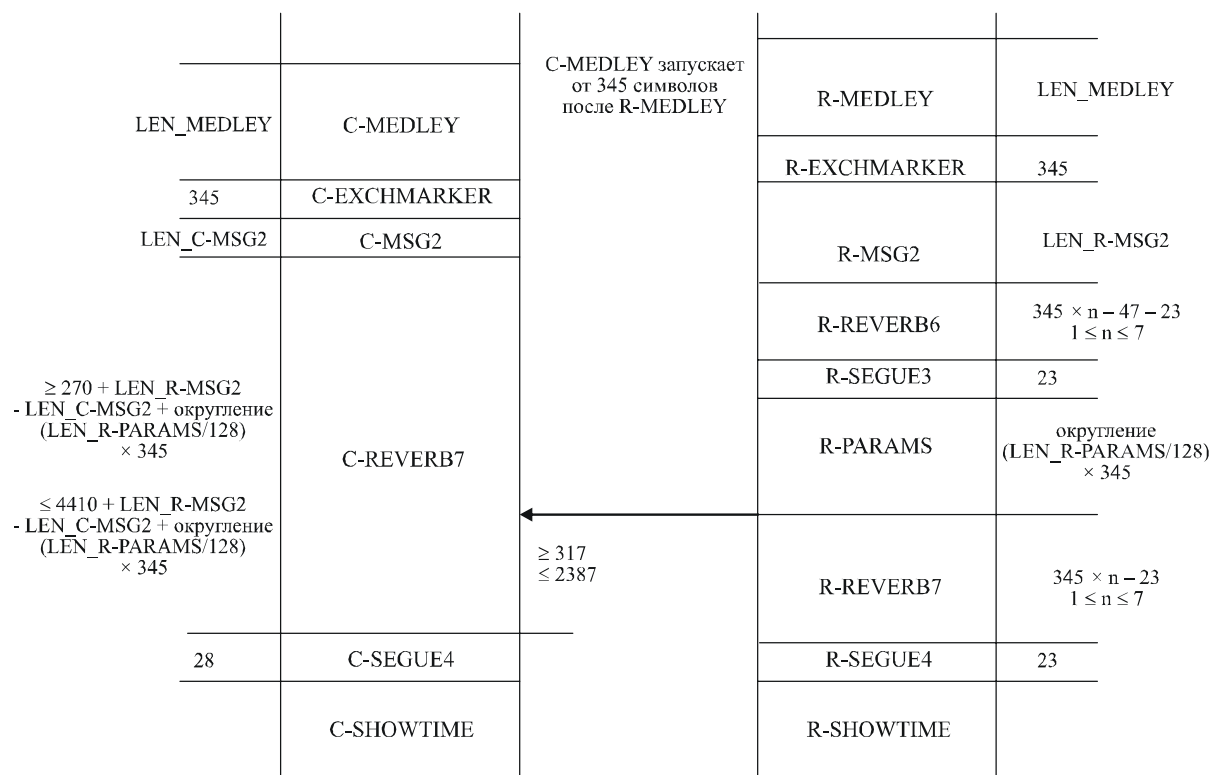 C-MEDLEY запускает
от 345 символов
после R-MEDLEY
LEN_MEDLEY
C-MEDLEY
R-MEDLEY
LEN_MEDLEY
R-EXCHMARKER
345
345
C-EXCHMARKER
LEN_C-MSG2
C-MSG2
R-MSG2
LEN_R-MSG2
R-REVERB6
345 × n – 47 – 23
1 ≤ n ≤ 7
R-SEGUE3
23
≥ 270 + LEN_R-MSG2
- LEN_C-MSG2 + округление
(LEN_R-PARAMS/128)
× 345
C-REVERB7
R-PARAMS
округление
(LEN_R-PARAMS/128)
× 345
≤ 4410 + LEN_R-MSG2
- LEN_C-MSG2 + округление
(LEN_R-PARAMS/128)
× 345
≥ 317
≤ 2387
R-REVERB7
345 × n – 23
1 ≤ n ≤ 7
28
C-SEGUE4
R-SEGUE4
23
C-SHOWTIME
R-SHOWTIME